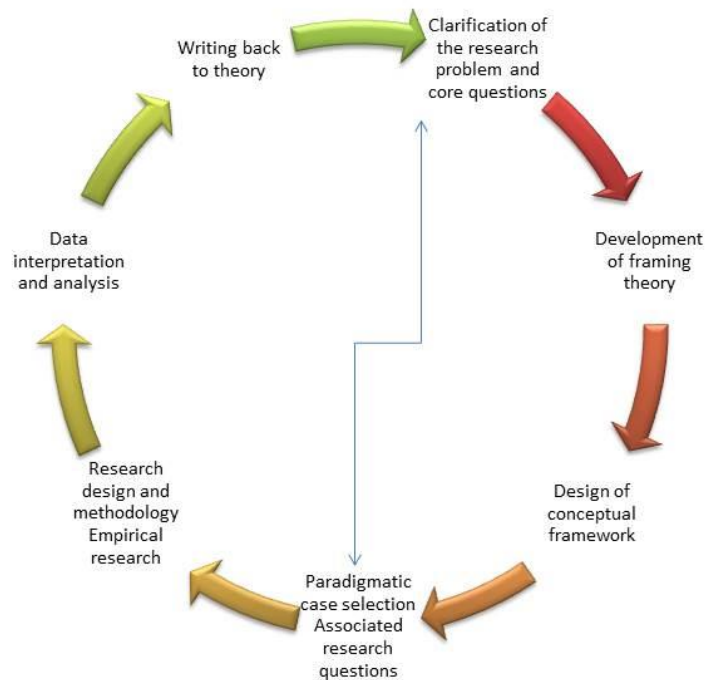 Writing back
to theory
Clarification of
the research
problem and
core questions
Development
of framing
theory
Design of
conceptual
framework
Paradigmatic
case selection
Associated
research
questions
Research
design and
methodology
Empirical
research
Data
interpretation
and analysis